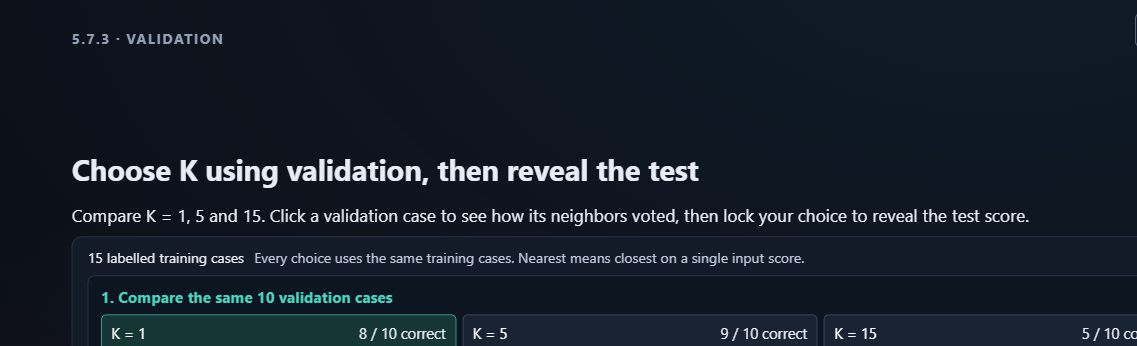 5.7.3 · VALIDATION
Choose K using validation, then reveal the test
Compare K = 1, 5 and 15. Click a validation case to see how its neighbors voted, then lock your choice to reveal the test score.
15 labelled training cases Every choice uses the same training cases. Nearest means closest on a single input score.
1. Compare the same 10 validation cases
K = 1 8 / 10 correct K = 5 9 / 10 correct K = 15 5 / 10 co